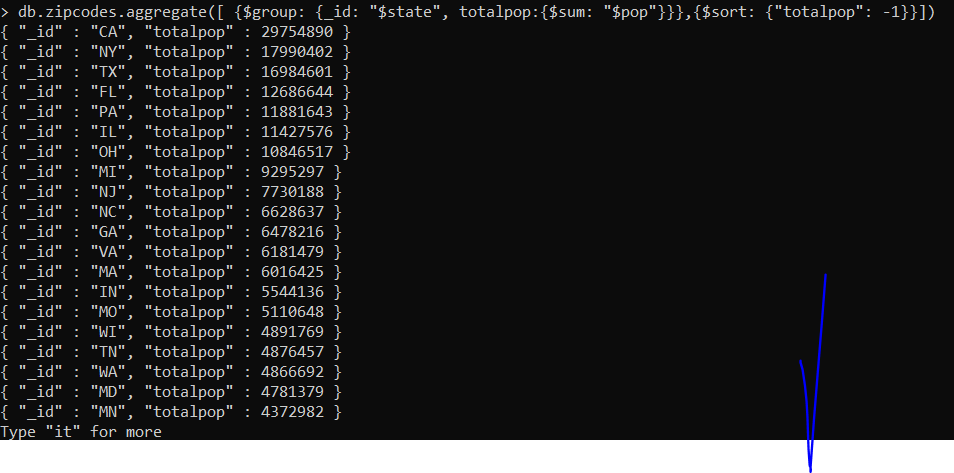 > db.zipcodes.aggregate([ {$group: {_id: "$state", totalpop:{$sum: "$pop"}}},{$sort: {"totalpop": -1}}])
{ "_id" : "CA", "totalpop" : 29754890 }
{ "_id" : "NY", "totalpop" : 17990402 }
{ "_id" : "TX", "totalpop" : 16984601 }
{ "_id" : "FL", "totalpop" : 12686644 }
{ "_id" : "PA", "totalpop" : 11881643 }
{ "_id" : "IL", "totalpop" : 11427576 }
{ "_id" : "OH", "totalpop" : 10846517 }
{ "_id" : "MI", "totalpop" : 9295297 }
{ "_id" : "NJ", "totalpop" : 7730188 }
{ "_id" : "NC", "totalpop" : 6628637 }
{ "_id" : "GA", "totalpop" : 6478216 }
{ "_id" : "VA", "totalpop" : 6181479 }
{ "_id" : "MA", "totalpop" : 6016425 }
{ "_id" : "IN", "totalpop" : 5544136 }
{ "_id" : "MO", "totalpop" : 5110648 }
{ "_id" : "WI", "totalpop" : 4891769 }
{ "_id" : "TN", "totalpop" : 4876457 }
{ "_id" : "WA", "totalpop" : 4866692 }
{ "_id" : "MD", "totalpop" : 4781379 }
{ "_id" : "MN", "totalpop" : 4372982 }
Type "it" for more